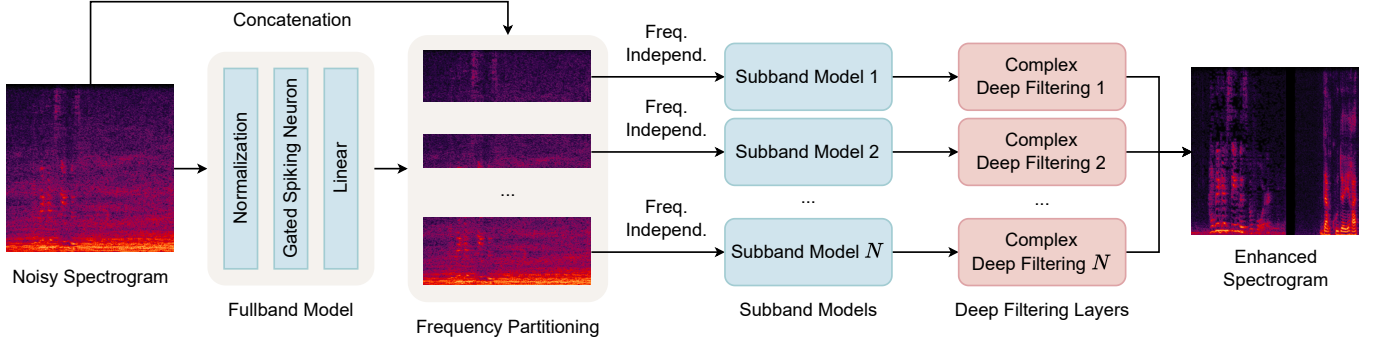 Concatenation
Noisy Spectrogram
Normalization
Gated Spiking Neuron
Linear
Fullband Model
...
Frequency Partitioning
Freq.
Independ.
Freq.
Independ.
Freq.
Independ.
Subband Model 1
Subband Model 2
...
Subband Model N
Subband Models
Complex
Deep Filtering 1
Complex
Deep Filtering 2
...
Complex
Deep Filtering N
Deep Filtering Layers
Enhanced
Spectrogram